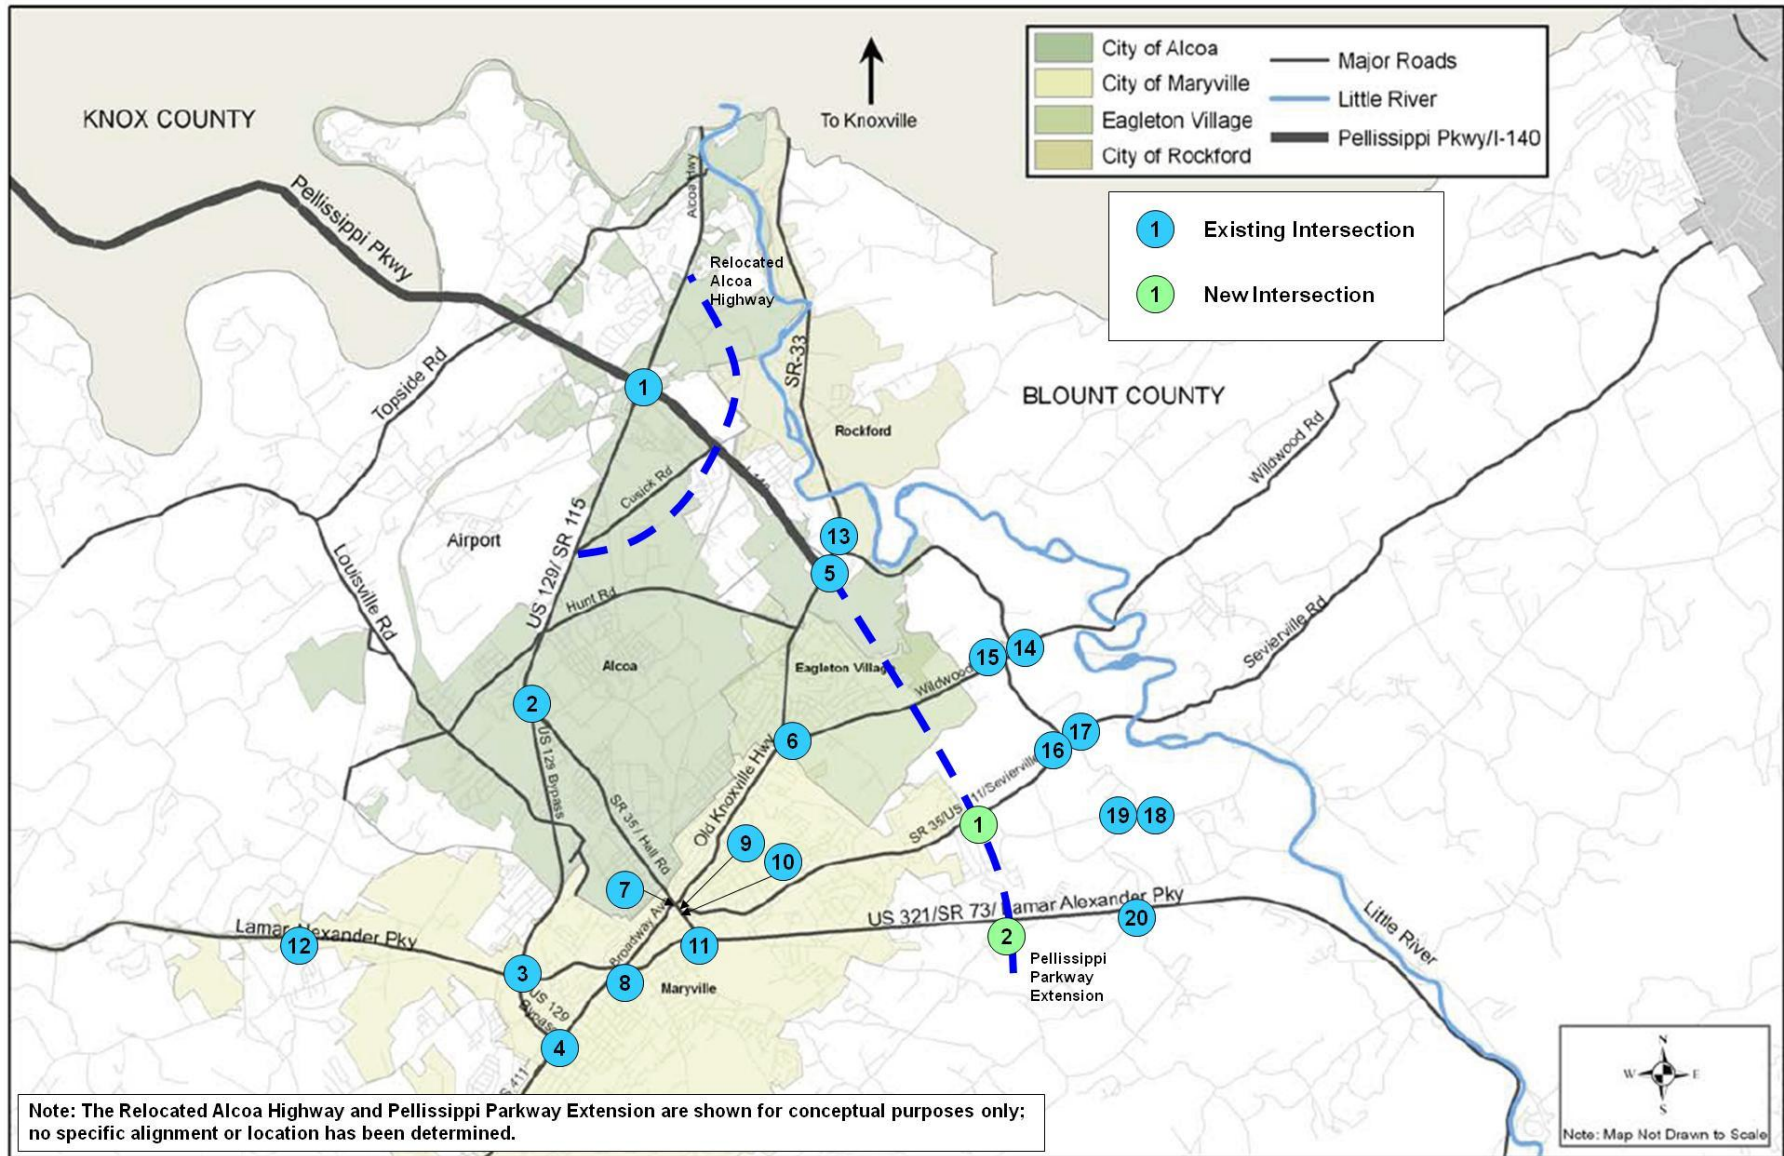 KNOX COUNTY
To Knoxville
City of Alcoa
City of Maryville
Eagleton Village
City of Rockford
Major Roads
Little River
Pellissippi Pkwy/I-140
1 Existing Intersection
1 New Intersection
Pellissippi Pkwy
Alcoa Hwy
Relocated
Alcoa
Highway
SR-33
Topside Rd
1
Rockford
BLOUNT COUNTY
Wildwood Rd
Cusick Rd
Airport
US 129/ SR 115
Louisville Rd
13
5
Hunt Rd
Alcoa
Eagleton Village
Wildwood
15
14
Sevierville Rd
2
US 129 Bypass
6
17
16
SR 35 / Hall Rd
Old Knoxville Hwy
SR 35/US 411/Sevierville
1
19
18
9
10
7
Broadway Ave
US 321/SR 73/ Lamar Alexander Pky
20
2
Lamar Alexander Pky
12
11
3
8
Maryville
US 129
Bypass
4
Pellissippi
Parkway
Extension
Little River
N
W
E
S
Note: Map Not Drawn to Scale
Note: The Relocated Alcoa Highway and Pellissippi Parkway Extension are shown for conceptual purposes only;
no specific alignment or location has been determined.